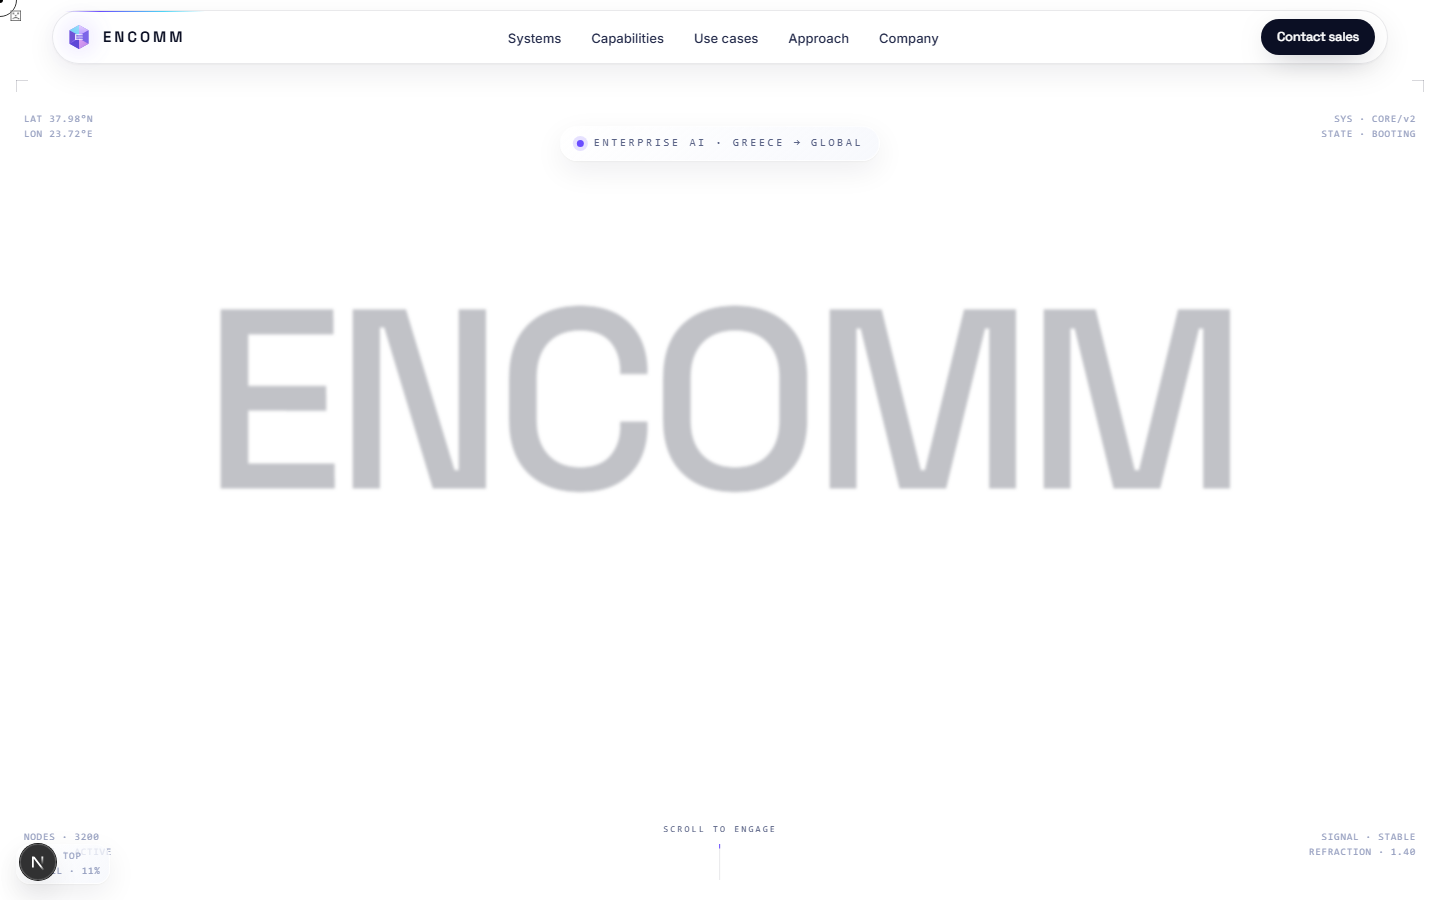 ENCOMM
Systems
Capabilities
Use cases
Approach
Company
Contact sales
LAT 37.98°N
LON 23.72°E
SYS · CORE/v2
STATE · BOOTING
ENTERPRISE AI · GREECE → GLOBAL
ENCOMM
SCROLL TO ENGAGE
NODES · 3200
TOP
· 11%
SIGNAL · STABLE
REFRACTION · 1.40